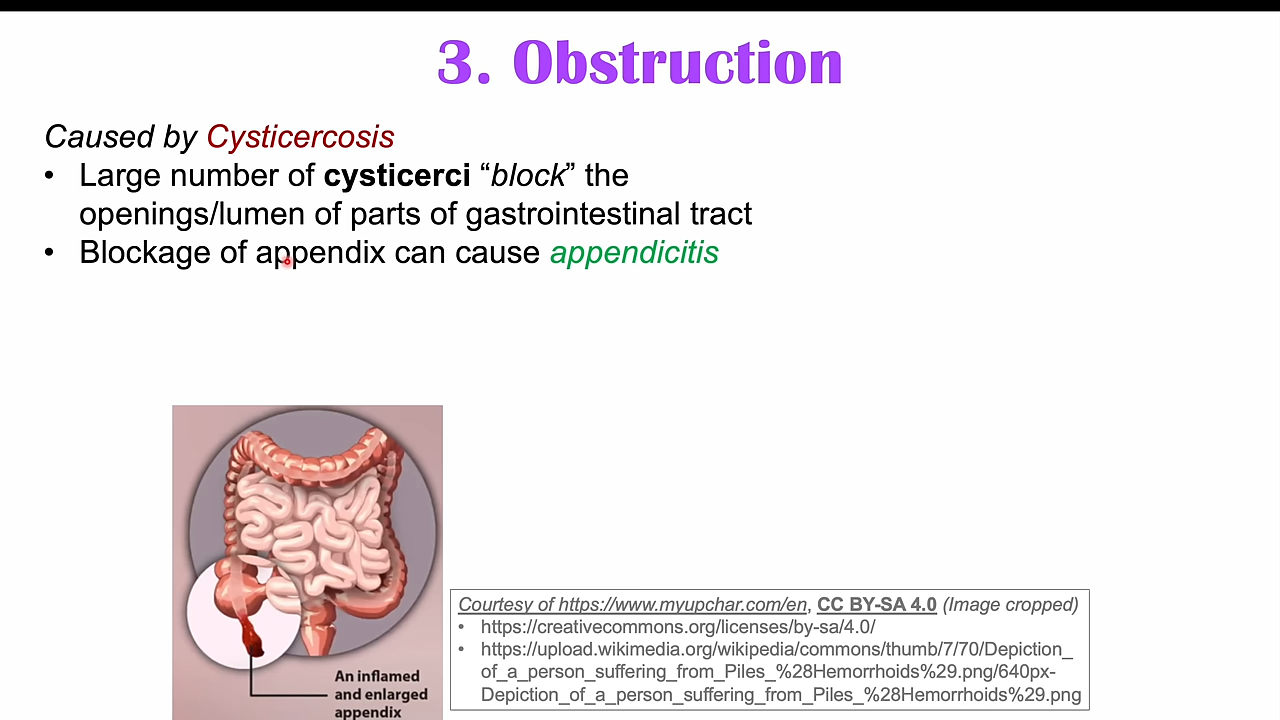 3. Obstruction
Caused by Cysticercosis
• Large number of cysticerci “block” the
openings/lumen of parts of gastrointestinal tract
• Blockage of appendix can cause appendicitis
An inflamed
and enlarged
appendix
Courtesy of https://www.myupchar.com/en, CC BY-SA 4.0 (Image cropped)
• https://creativecommons.org/licenses/by-sa/4.0/
• https://upload.wikimedia.org/wikipedia/commons/thumb/7/70/Depiction_
of_a_person_suffering_from_Piles_%28Hemorrhoids%29.png/640px-
Depiction_of_a_person_suffering_from_Piles_%28Hemorrhoids%29.png